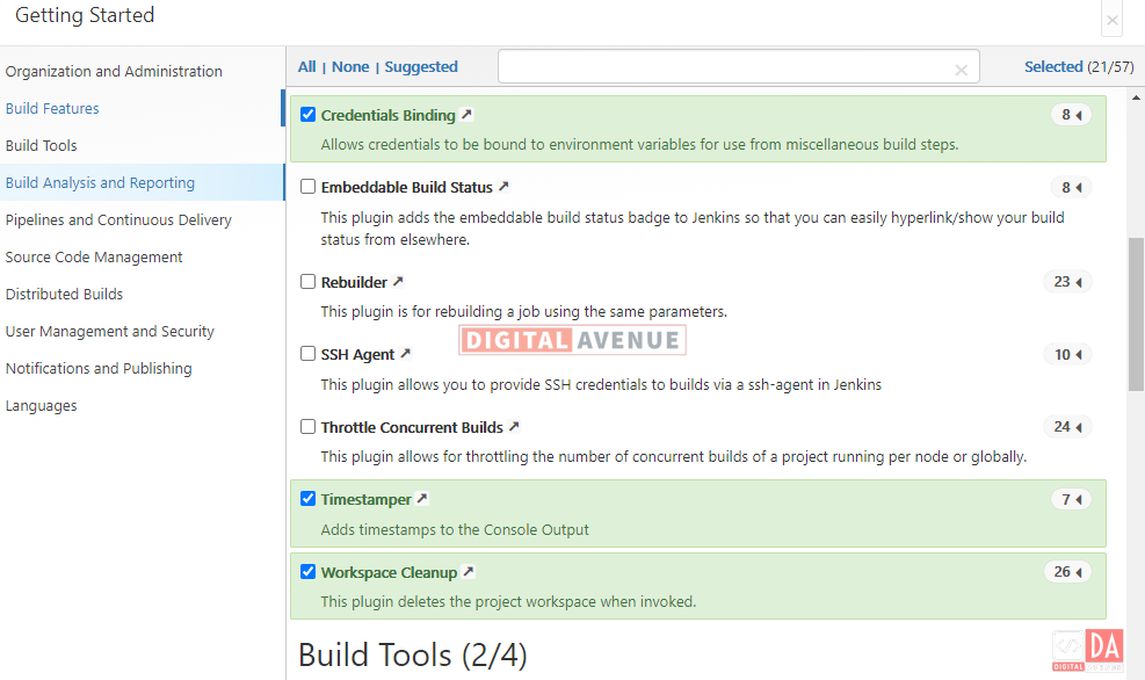 Getting Started
Organization and Administration
Build Features
Build Tools
Build Analysis and Reporting
Pipelines and Continuous Delivery
Source Code Management
Distributed Builds
User Management and Security
Notifications and Publishing
Languages
All | None | Suggested
Selected (21/57)
Credentials Binding 8
Allows credentials to be bound to environment variables for use from miscellaneous build steps.
Embeddable Build Status 8
This plugin adds the embeddable build status badge to Jenkins so that you can easily hyperlink/show your build
status from elsewhere.
Rebuilder 23
This plugin is for rebuilding a job using the same parameters.
DIGITAL AVENUE
SSH Agent 10
This plugin allows you to provide SSH credentials to builds via a ssh-agent in Jenkins
Throttle Concurrent Builds 24
This plugin allows for throttling the number of concurrent builds of a project running per node or globally.
Timestamper 7
Adds timestamps to the Console Output
Workspace Cleanup 26
This plugin deletes the project workspace when invoked.
Build Tools (2/4)
</> DA
DIGITAL AVENUE